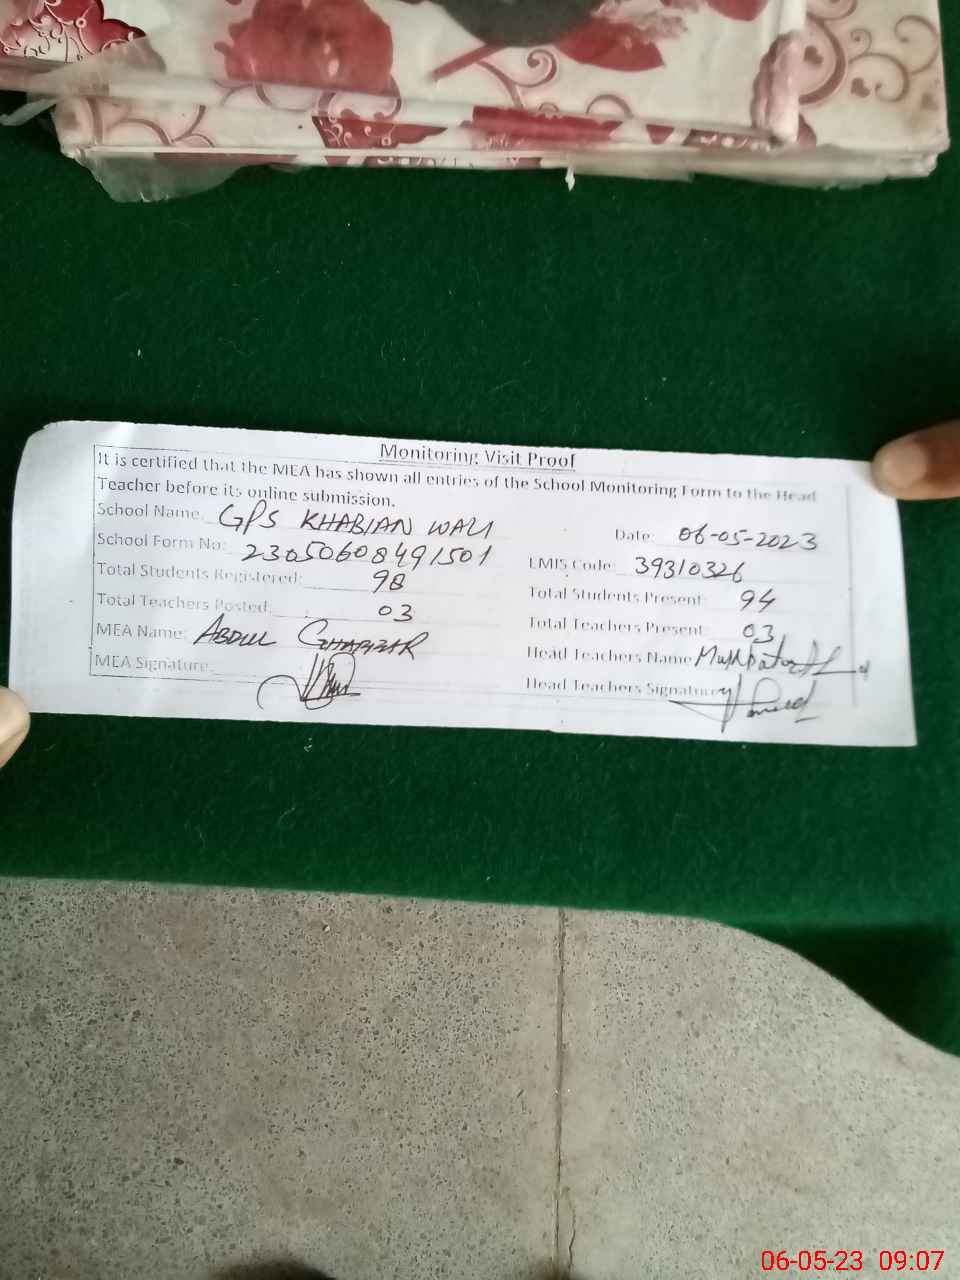 Monitoring Visit Proof
It is certified that the MEA has shown all entries of the School Monitoring Form to the Head
Teacher before its online submission.
School Name: GPS KHABIAN WALI Date: 06-05-2023
School Form No: 23050608491501 LMIS Code: 39310326
Total Students Registered: 98 Total Students Present: 94
Total Teachers Posted: 03 Total Teachers Present: 03
MEA Name: ABDUL GHAFFAR Head Teachers Name
MEA Signature: Head Teachers Signature
06-05-23 09:07